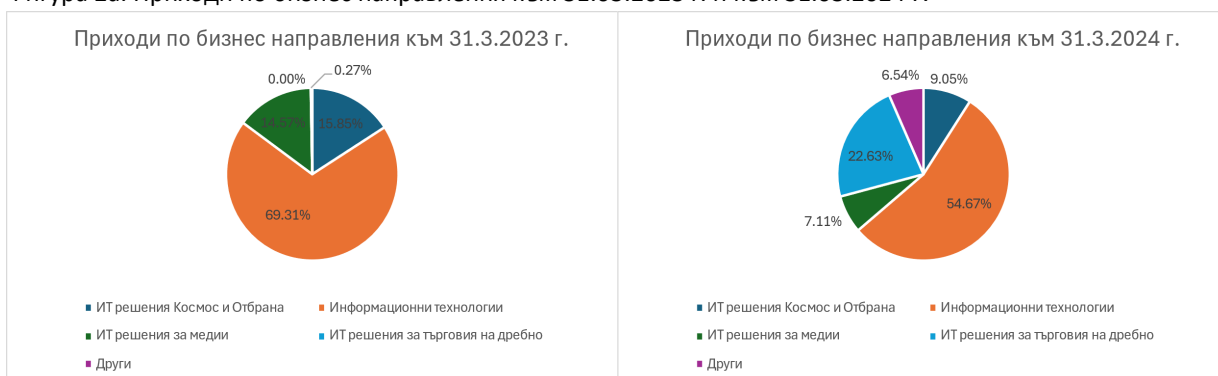 Приходи по бизнес направления към 31.3.2023 г.
0.00%
0.27%
14.57%
15.85%
69.31%
ИТ решения Космос и Отбрана
Информационни технологии
ИТ решения за медии
ИТ решения за търговия на дребно
Други
Приходи по бизнес направления към 31.3.2024 г.
6.54%
9.05%
22.63%
54.67%
7.11%
ИТ решения Космос и Отбрана
Информационни технологии
ИТ решения за медии
ИТ решения за търговия на дребно
Други